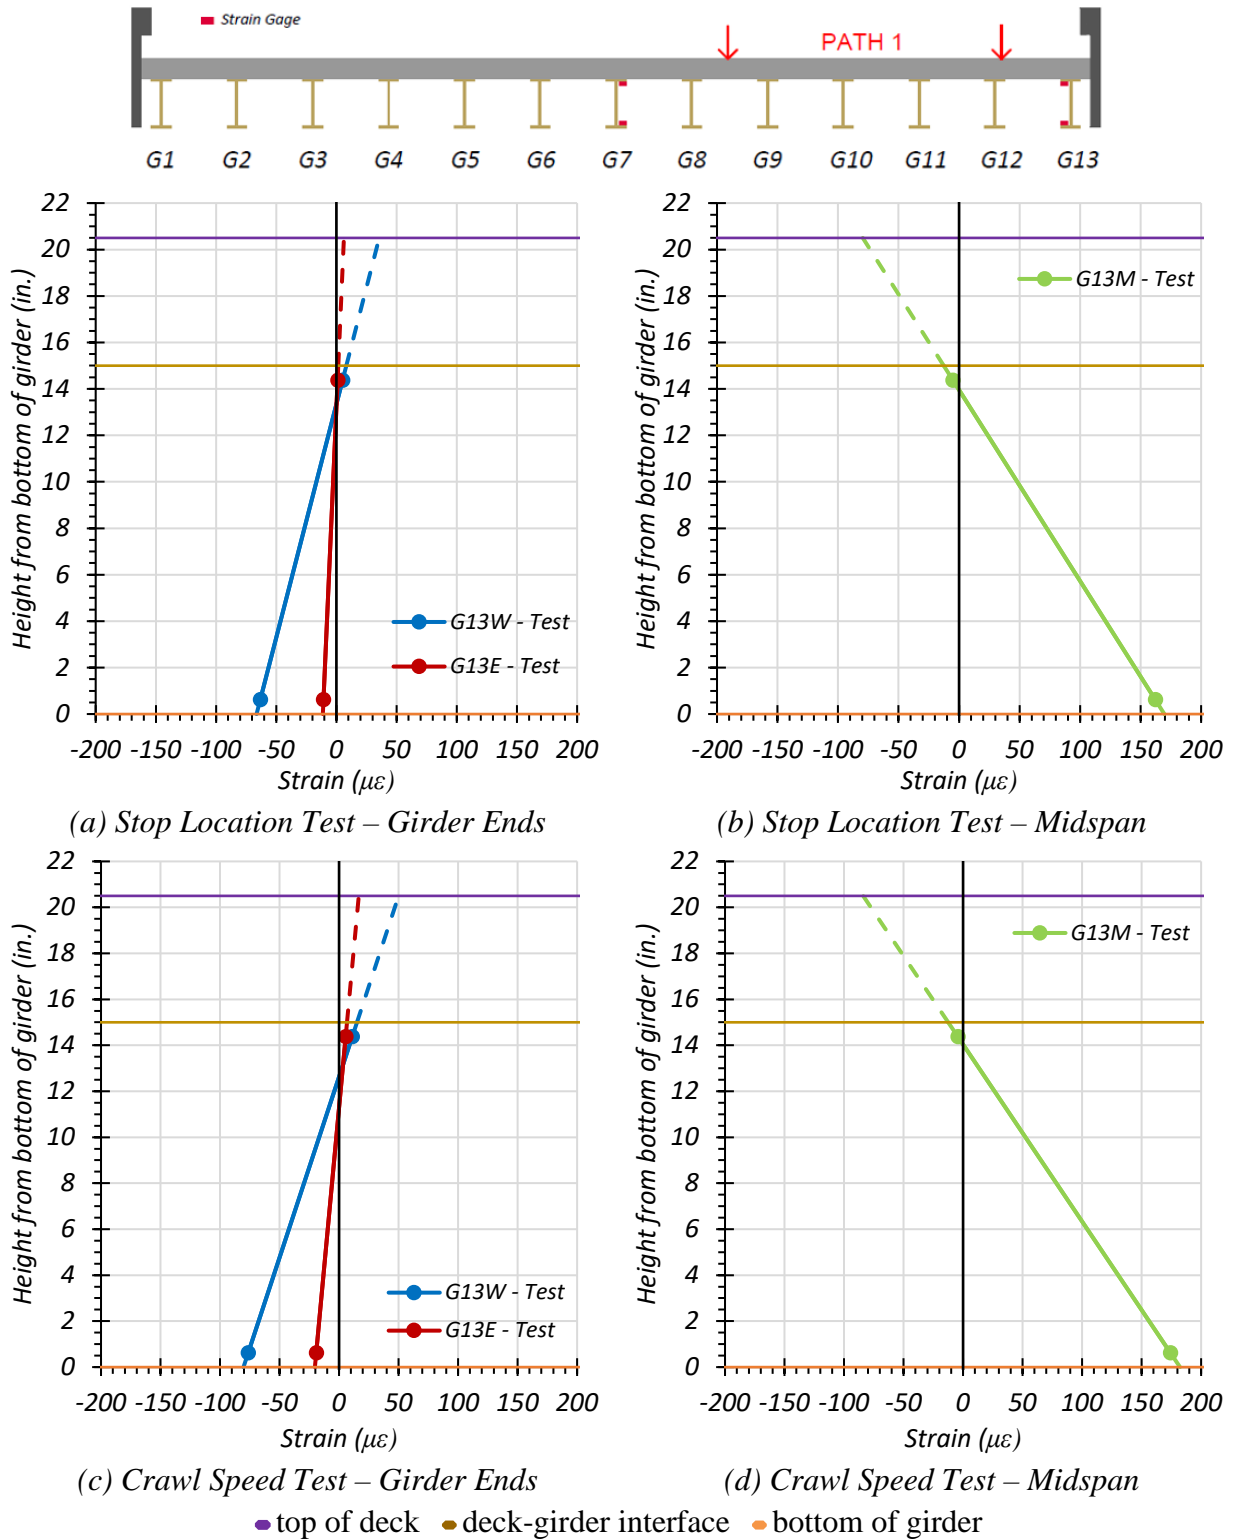 Strain Gage
PATH 1
G1 G2 G3 G4 G5 G6 G7 G8 G9 G10 G11 G12 G13
22
20
18
16
14
12
10
8
6
4
2
0
Height from bottom of girder (in.)
G13W - Test
G13E - Test
-200 -150 -100 -50 0 50 100 150 200
Strain (με)
(a) Stop Location Test – Girder Ends
22
20
18
16
14
12
10
8
6
4
2
0
Height from bottom of girder (in.)
G13M - Test
-200 -150 -100 -50 0 50 100 150 200
Strain (με)
(b) Stop Location Test – Midspan
22
20
18
16
14
12
10
8
6
4
2
0
Height from bottom of girder (in.)
G13W - Test
G13E - Test
-200 -150 -100 -50 0 50 100 150 200
Strain (με)
(c) Crawl Speed Test – Girder Ends
22
20
18
16
14
12
10
8
6
4
2
0
Height from bottom of girder (in.)
G13M - Test
-200 -150 -100 -50 0 50 100 150 200
Strain (με)
(d) Crawl Speed Test – Midspan
top of deck deck-girder interface bottom of girder